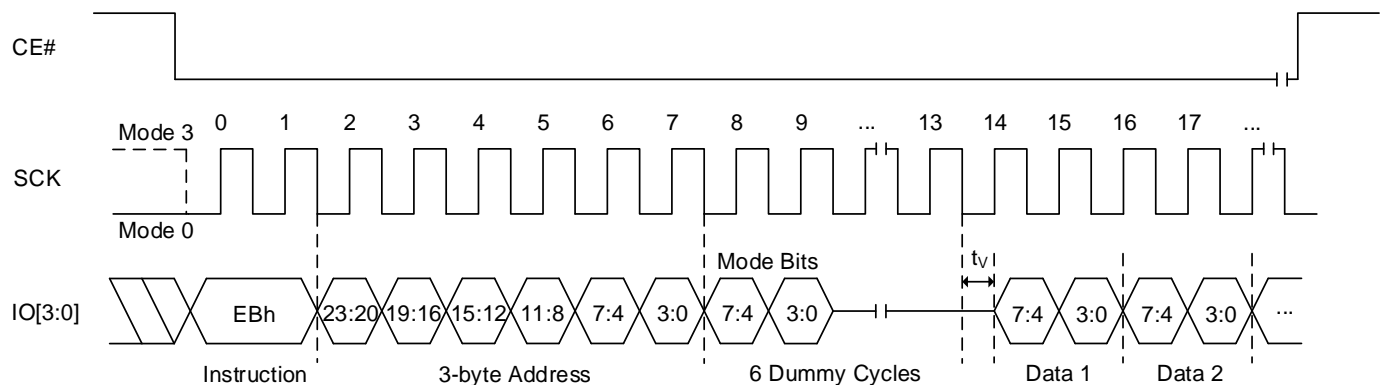 CE#
0 1 2 3 4 5 6 7 8 9 ... 13 14 15 16 17 ...
Mode 3
SCK
Mode 0
Mode Bits
tV
IO[3:0] EBh 23:20 19:16 15:12 11:8 7:4 3:0 7:4 3:0 7:4 3:0 7:4 3:0 ...
Instruction 3-byte Address 6 Dummy Cycles Data 1 Data 2